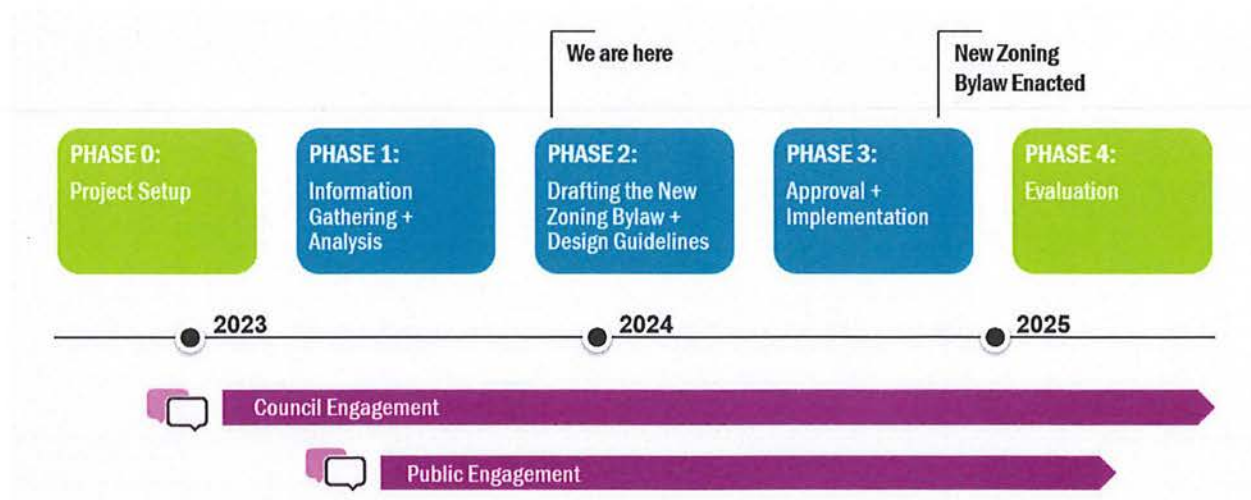 We are here
New Zoning
Bylaw Enacted
PHASE 0:
Project Setup
PHASE 1:
Information
Gathering +
Analysis
PHASE 2:
Drafting the New
Zoning Bylaw +
Design Guidelines
PHASE 3:
Approval +
Implementation
PHASE 4:
Evaluation
2023
2024
2025
Council Engagement
Public Engagement